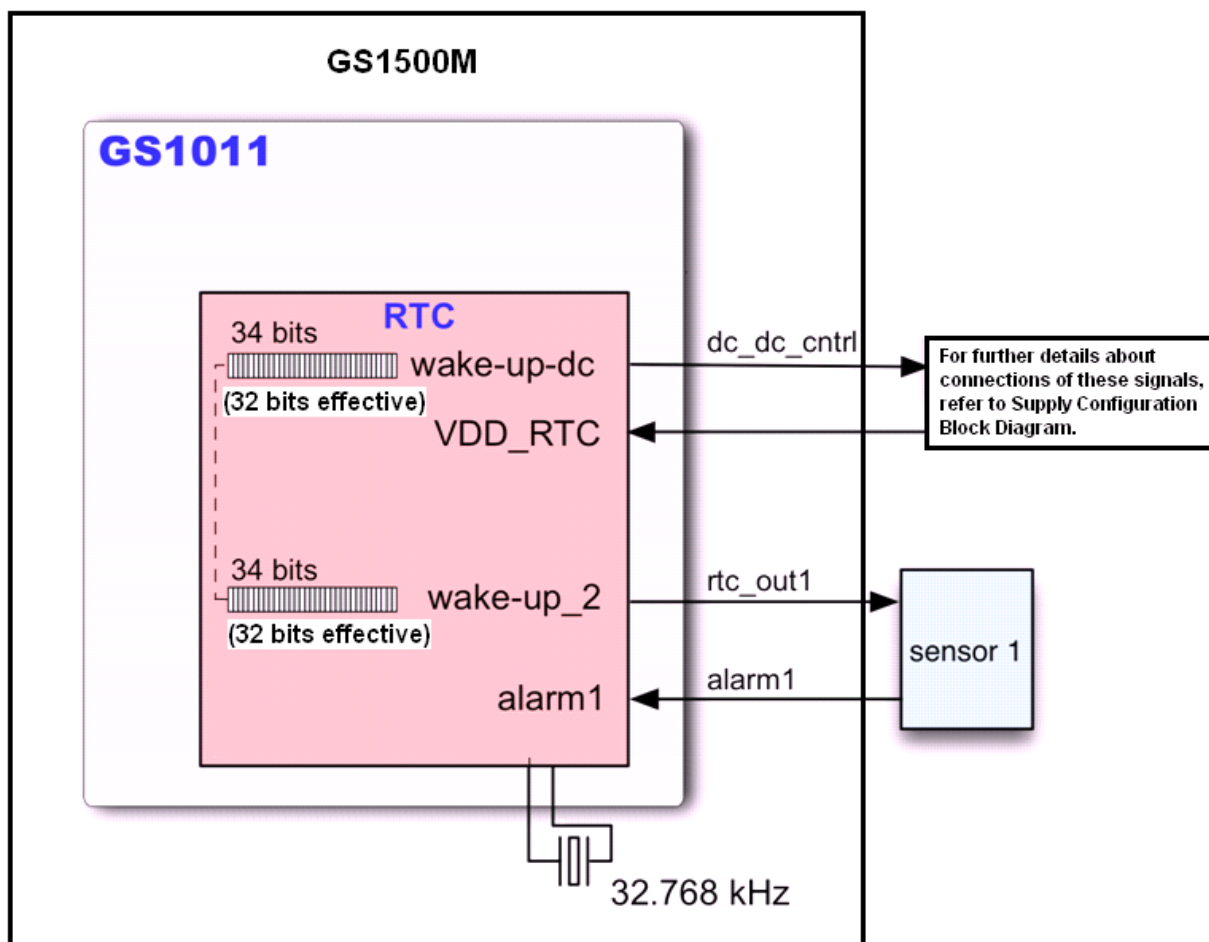 GS1500M
GS1011
RTC
34 bits
wake-up-dc
(32 bits effective)
VDD_RTC
34 bits
wake-up_2
(32 bits effective)
alarm1
dc_dc_cntrl
For further details about
connections of these signals,
refer to Supply Configuration
Block Diagram.
rtc_out1
sensor 1
alarm1
32.768 kHz